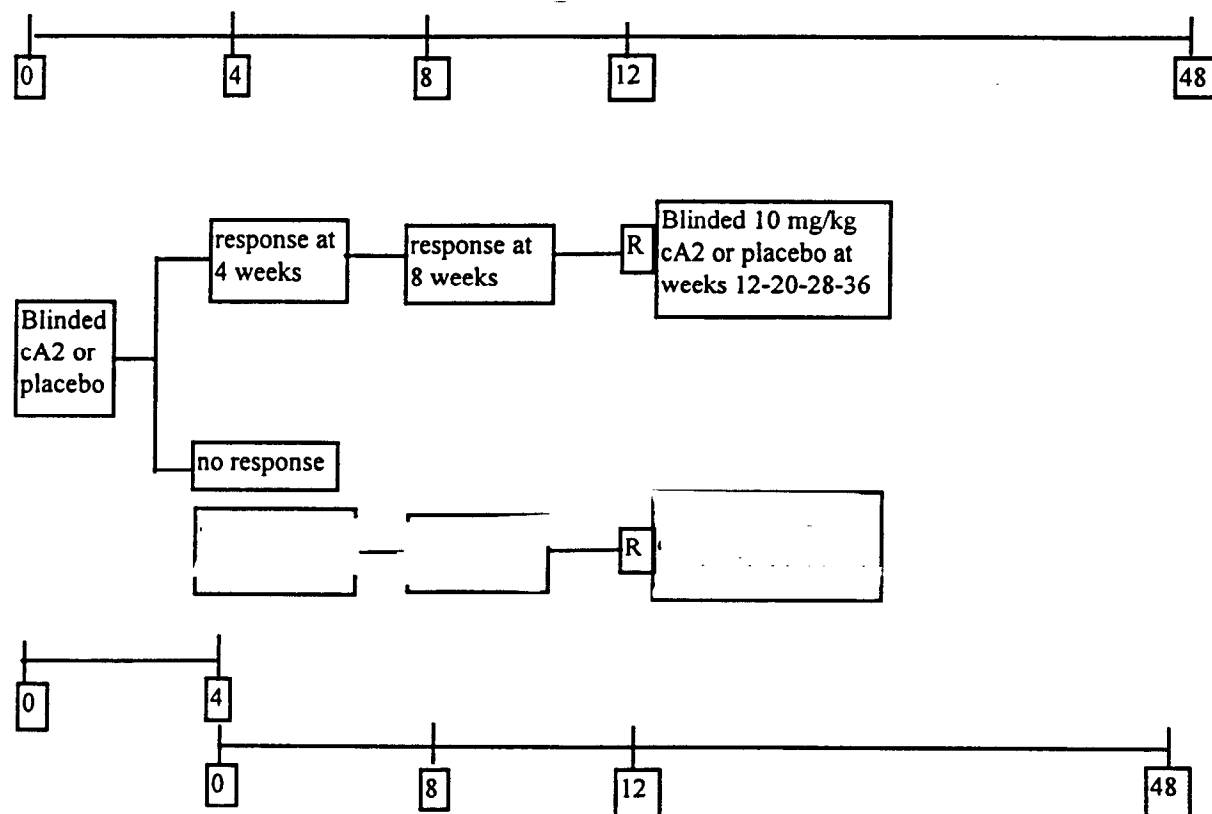 0
4
8
12
48
response at
4 weeks
response at
8 weeks
R
Blinded 10 mg/kg
cA2 or placebo at
weeks 12-20-28-36
Blinded
cA2 or
placebo
no response
R
0
4
0
8
12
48